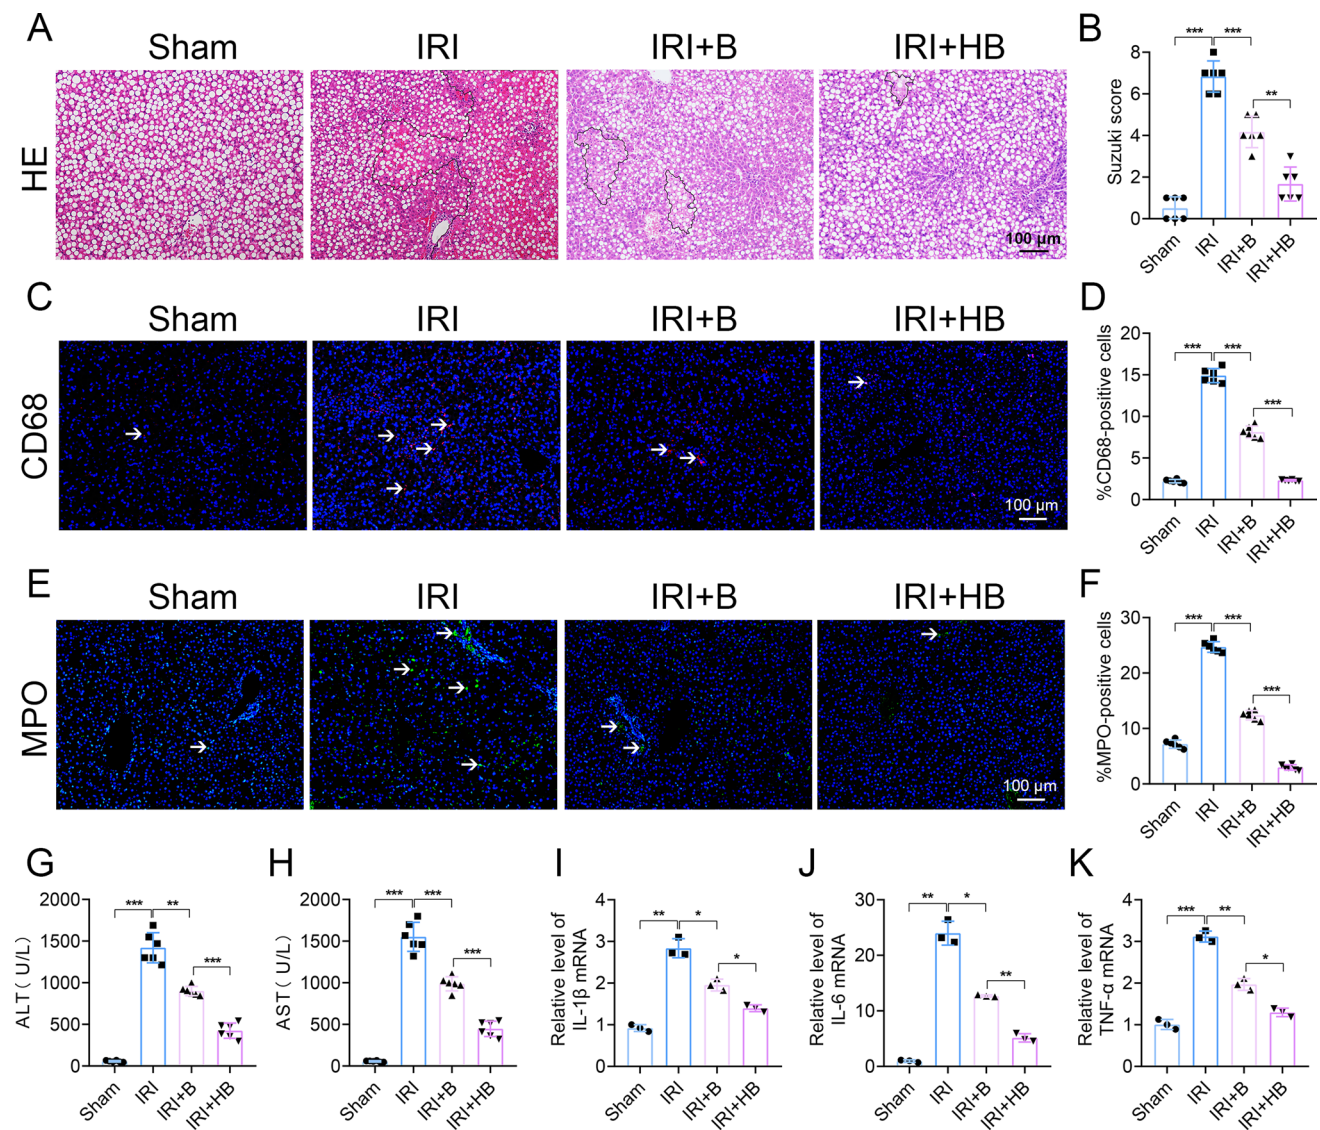 A
Sham IRI IRI+B IRI+HB
HE
100 μm
B
Suzuki score
8
6
4
2
0
*** *** **
Sham IRI IRI+B IRI+HB
C
Sham IRI IRI+B IRI+HB
CD68
100 μm
D
%CD68-positive cells
20
15
10
5
0
*** *** ***
Sham IRI IRI+B IRI+HB
E
Sham IRI IRI+B IRI+HB
MPO
100 μm
F
%MPO-positive cells
30
20
10
0
*** *** ***
Sham IRI IRI+B IRI+HB
G
ALT( U/L)
2000
1500
1000
500
0
*** ** ***
Sham IRI IRI+B IRI+HB
H
AST( U/L)
2000
1500
1000
500
0
*** *** ***
Sham IRI IRI+B IRI+HB
I
Relative level of
IL-1β mRNA
4
3
2
1
0
** * *
Sham IRI IRI+B IRI+HB
J
Relative level of
IL-6 mRNA
30
20
10
0
** * **
Sham IRI IRI+B IRI+HB
K
Relative level of
TNF-α mRNA
4
3
2
1
0
*** ** *
Sham IRI IRI+B IRI+HB